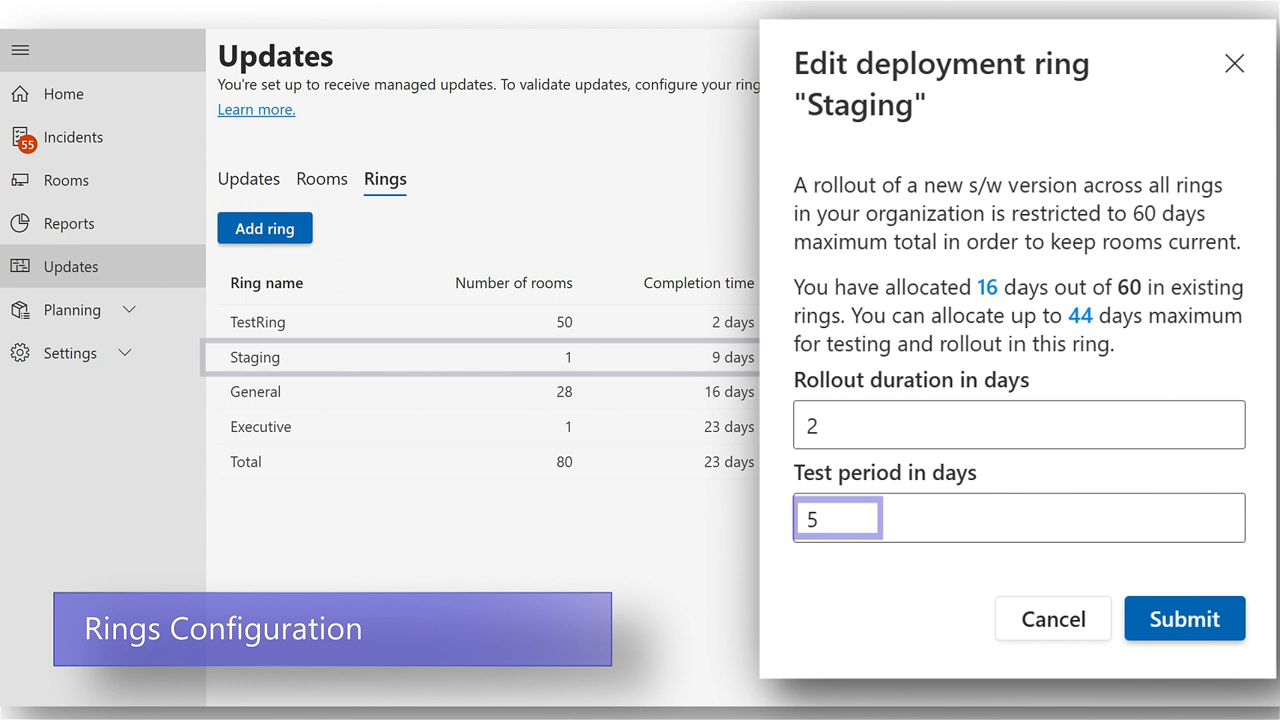 Home
Incidents
55
Rooms
Reports
Updates
Planning
Settings
Updates
You're set up to receive managed updates. To validate updates, configure your ring
Learn more.
Updates Rooms Rings
Add ring
Ring name Number of rooms Completion time
TestRing 50 2 days
Staging 1 9 days
General 28 16 days
Executive 1 23 days
Total 80 23 days
Rings Configuration
Edit deployment ring
"Staging"
A rollout of a new s/w version across all rings
in your organization is restricted to 60 days
maximum total in order to keep rooms current.
You have allocated 16 days out of 60 in existing
rings. You can allocate up to 44 days maximum
for testing and rollout in this ring.
Rollout duration in days
2
Test period in days
5
Cancel Submit